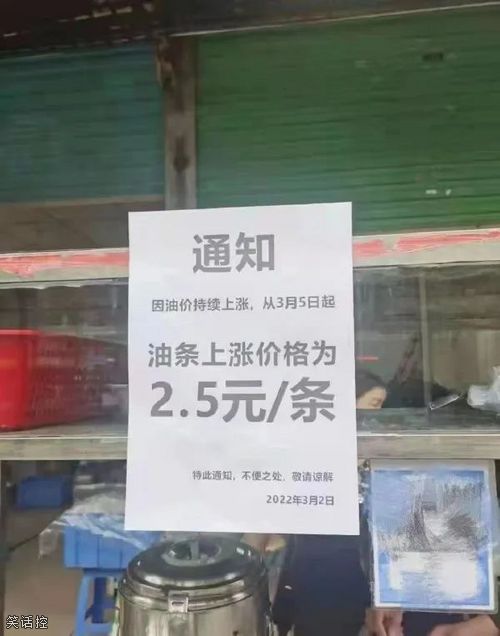 通知
因油价持续上涨，从3月5日起
油条上涨价格为
2.5元/条
特此通知，不便之处，敬请谅解
2022年3月2日
笑话控